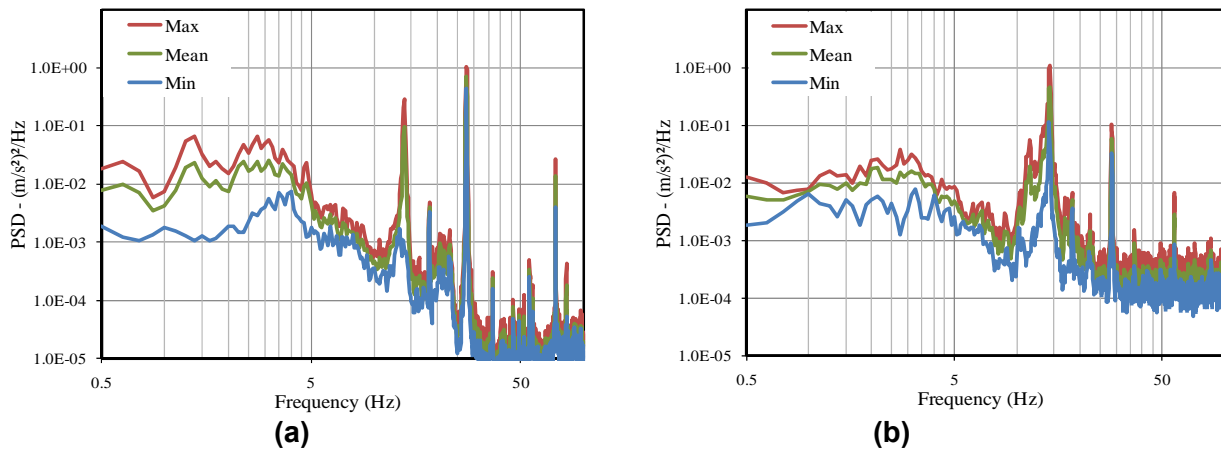 Max
Mean
Min
PSD - (m/s²)²/Hz
1.0E+00
1.0E-01
1.0E-02
1.0E-03
1.0E-04
1.0E-05
0.5
5
50
Frequency (Hz)
(a)
Max
Mean
Min
PSD - (m/s²)²/Hz
1.0E+00
1.0E-01
1.0E-02
1.0E-03
1.0E-04
1.0E-05
0.5
5
50
Frequency (Hz)
(b)